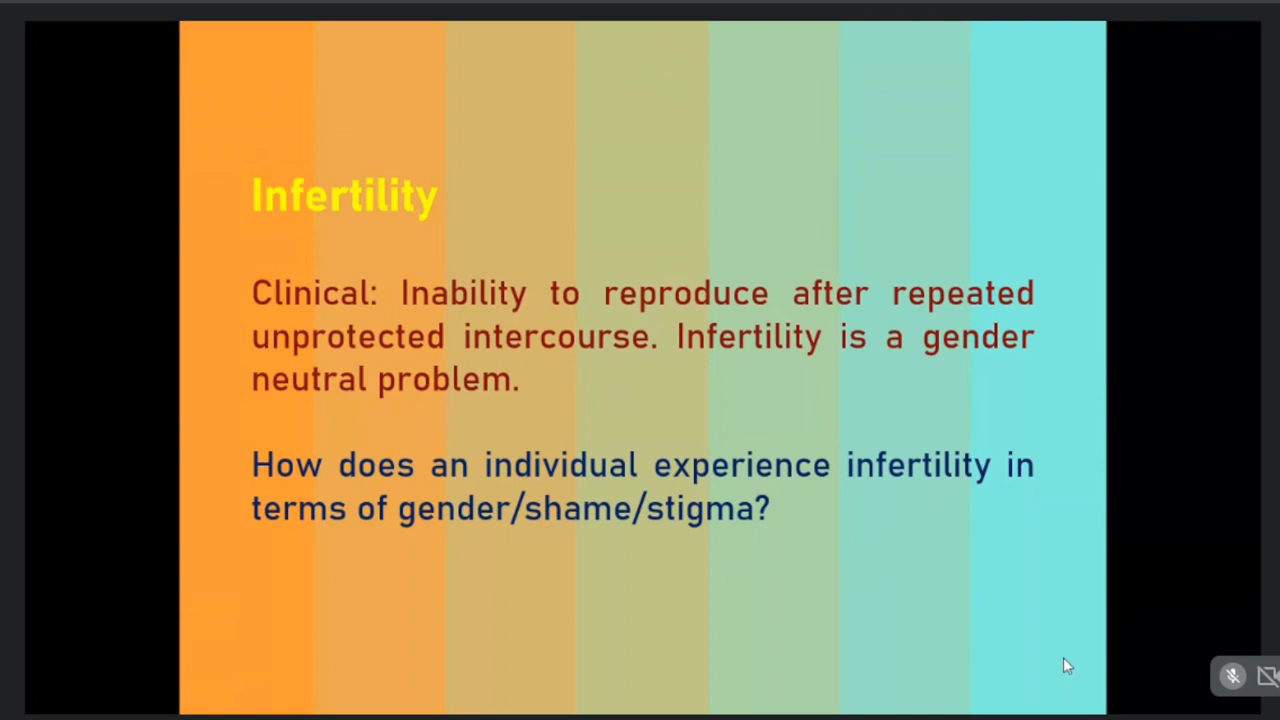 Infertility
Clinical: Inability to reproduce after repeated
unprotected intercourse. Infertility is a gender
neutral problem.
How does an individual experience infertility in
terms of gender/shame/stigma?